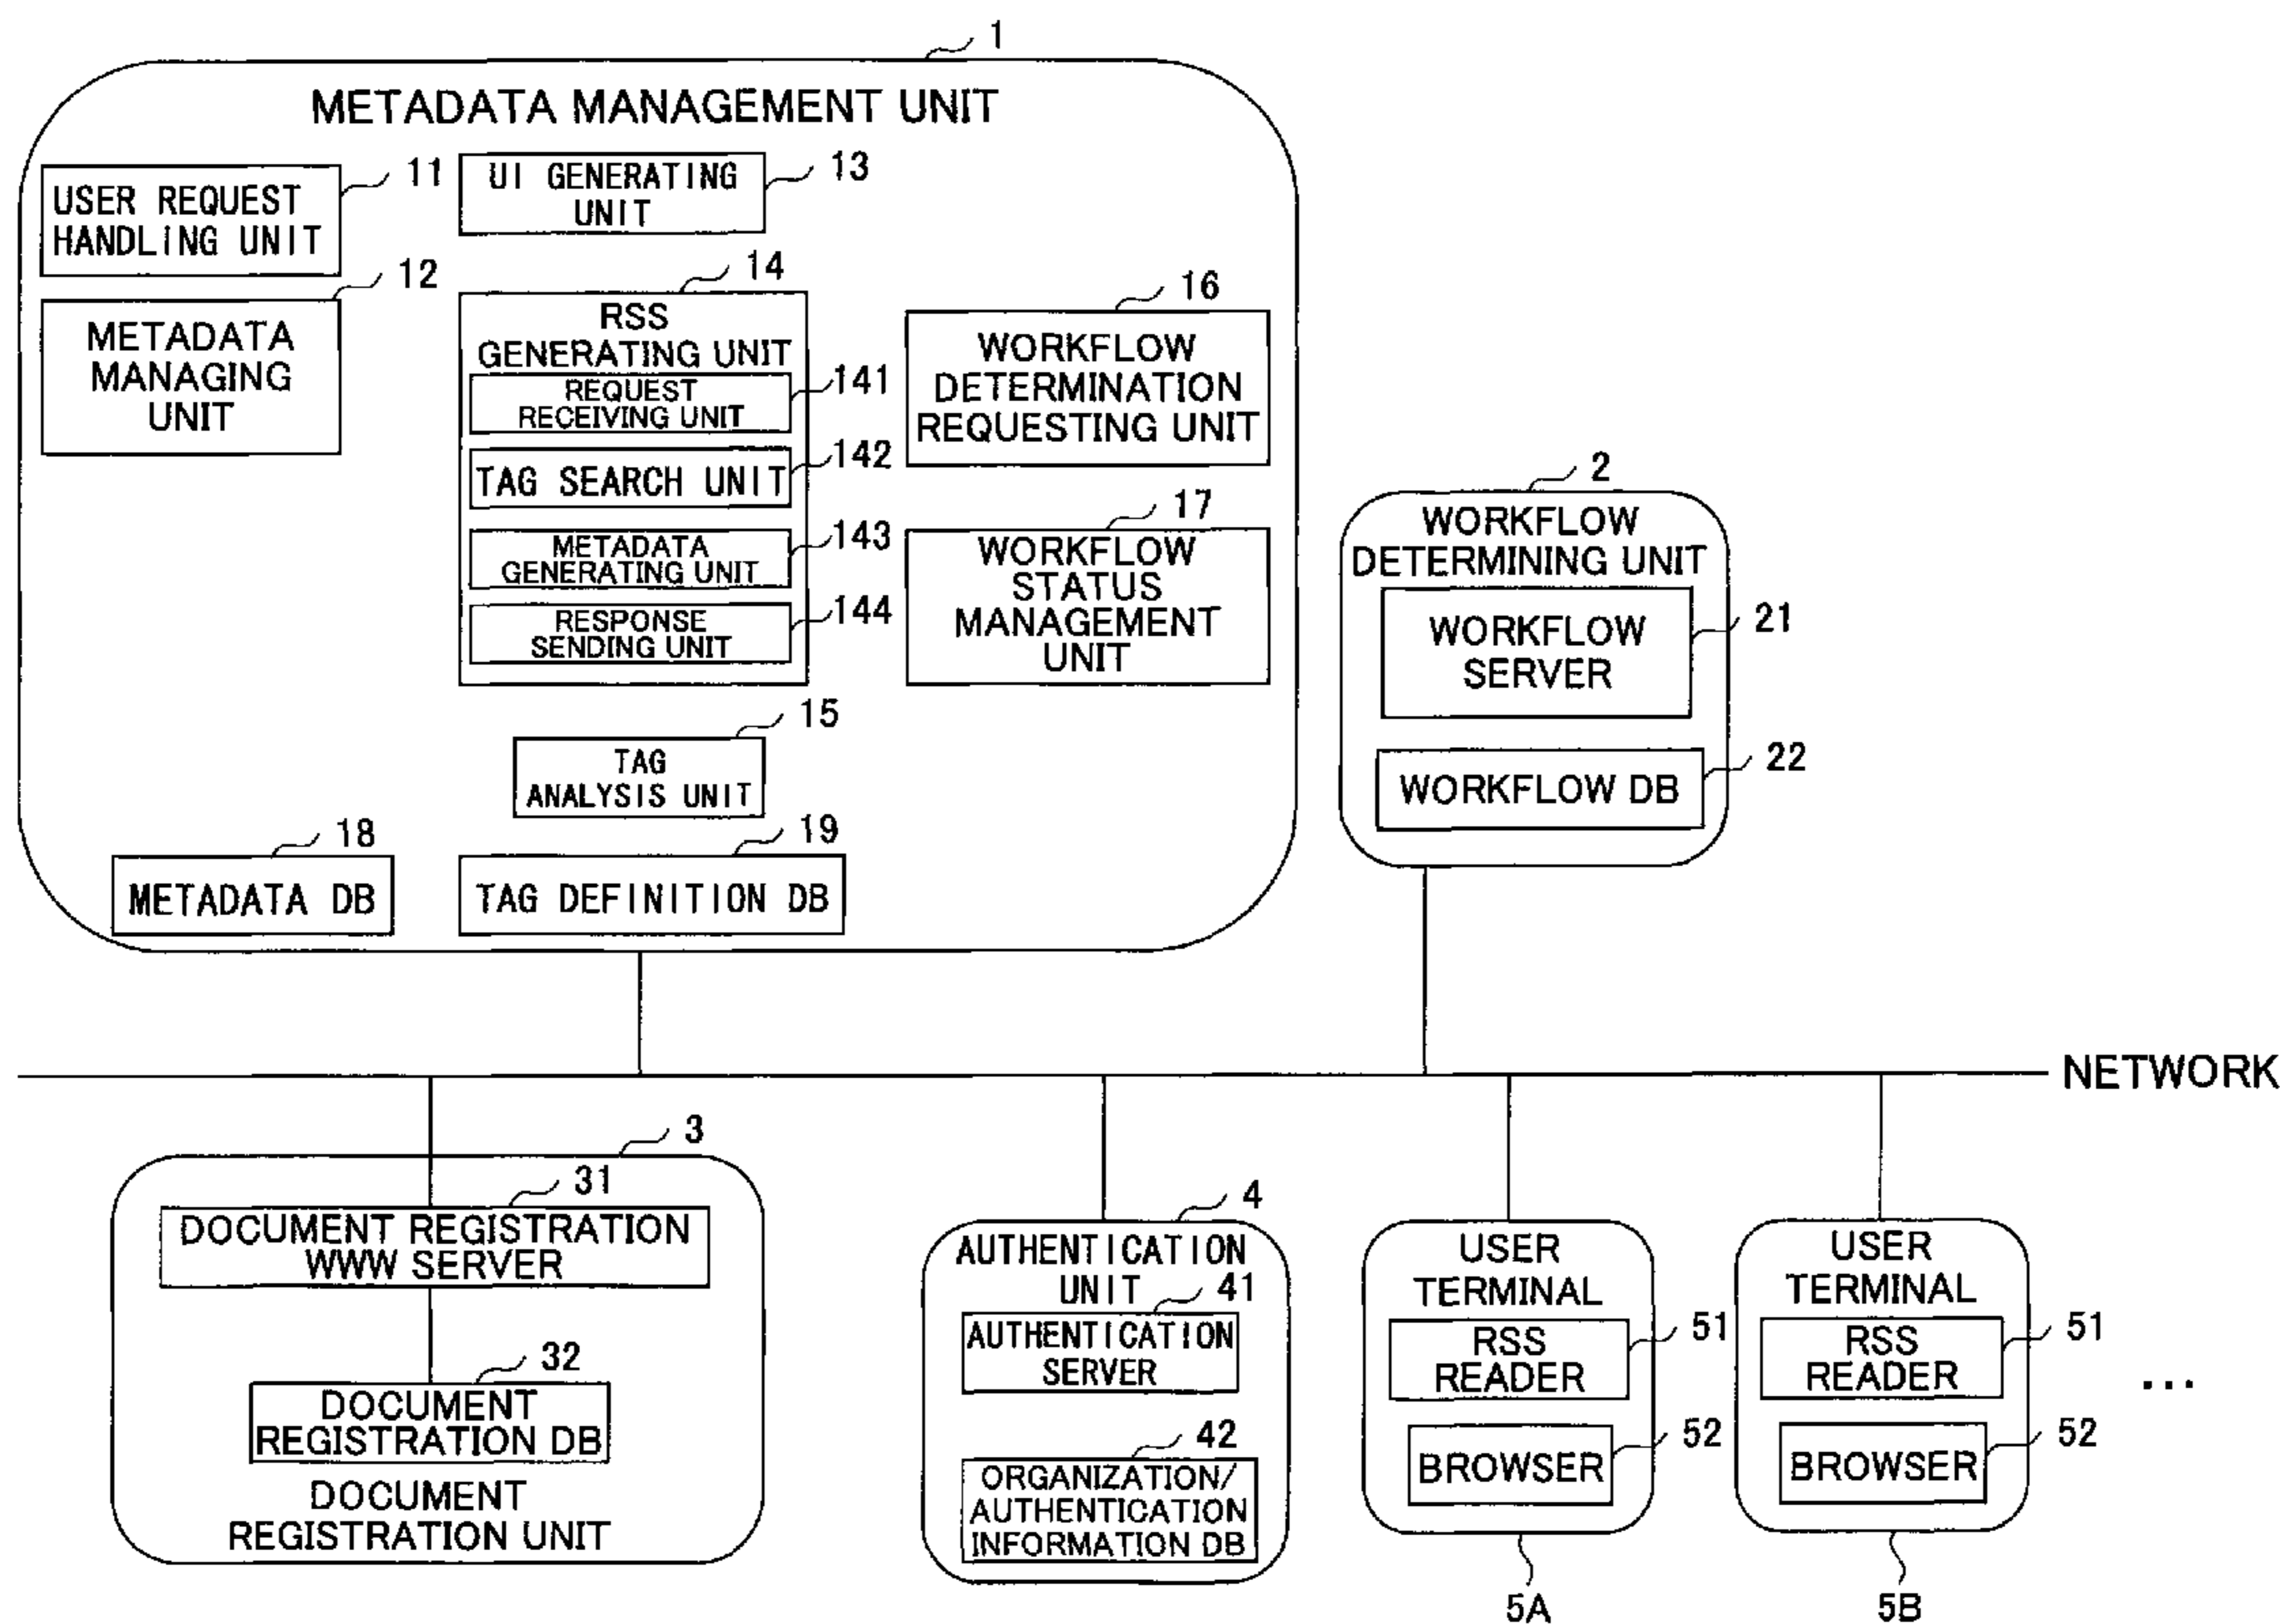 1
METADATA MANAGEMENT UNIT
11
USER REQUEST
HANDLING UNIT
13
UI GENERATING
UNIT
12
METADATA
MANAGING
UNIT
14
RSS
GENERATING UNIT
141
REQUEST
RECEIVING UNIT
142
TAG SEARCH UNIT
143
METADATA
GENERATING UNIT
144
RESPONSE
SENDING UNIT
16
WORKFLOW
DETERMINATION
REQUESTING UNIT
17
WORKFLOW
STATUS
MANAGEMENT
UNIT
15
TAG
ANALYSIS UNIT
18
METADATA DB
19
TAG DEFINITION DB
2
WORKFLOW
DETERMINING UNIT
21
WORKFLOW
SERVER
22
WORKFLOW DB
NETWORK
3
31
DOCUMENT REGISTRATION
WWW SERVER
32
DOCUMENT
REGISTRATION DB
DOCUMENT
REGISTRATION UNIT
4
AUTHENTICATION
UNIT
41
AUTHENTICATION
SERVER
42
ORGANIZATION/
AUTHENTICATION
INFORMATION DB
USER
TERMINAL
51
RSS
READER
52
BROWSER
5A
USER
TERMINAL
51
RSS
READER
52
BROWSER
5B
...